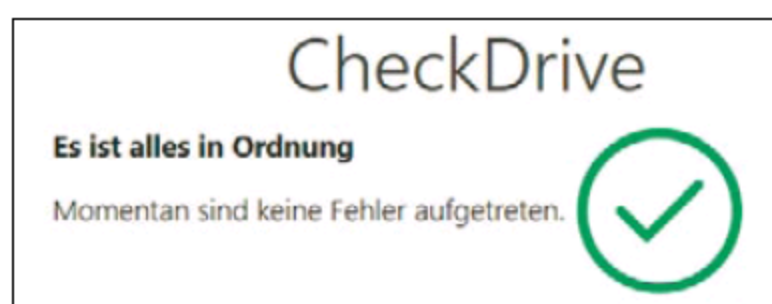 CheckDrive
Es ist alles in Ordnung
Momentan sind keine Fehler aufgetreten.